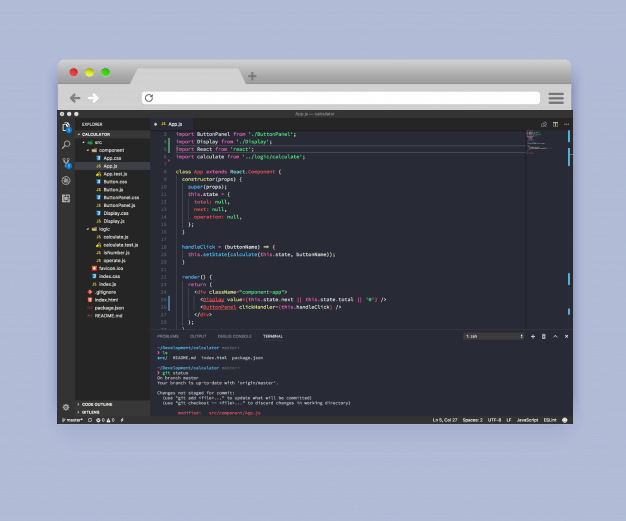 App.js — calculator
EXPLORER
CALCULATOR
src
component
App.css
App.js
App.test.js
Button.css
Button.js
ButtonPanel.css
ButtonPanel.js
Display.css
Display.js
logic
calculate.js
calculate.test.js
isNumber.js
operate.js
favicon.ico
index.css
index.js
.gitignore
index.html
package.json
README.md
CODE OUTLINE
GITLENS
App.js
import ButtonPanel from './ButtonPanel';
import Display from './Display';
import React from 'react';
import calculate from '../logic/calculate';
class App extends React.Component {
constructor(props) {
super(props);
this.state = {
total: null,
next: null,
operation: null,
};
}
handleClick = (buttonName) => {
this.setState(calculate(this.state, buttonName));
}
render() {
return (
<div className="component-app">
<Display value={this.state.next || this.state.total || '0'} />
<ButtonPanel clickHandler={this.handleClick} />
</div>
);
}
PROBLEMS OUTPUT DEBUG CONSOLE TERMINAL 1: zsh
~/Development/calculator master*
> ls
src/ README.md index.html package.json
~/Development/calculator master*
> git status
On branch master
Your branch is up-to-date with 'origin/master'.
Changes not staged for commit:
(use "git add <file>..." to update what will be committed)
(use "git checkout -- <file>..." to discard changes in working directory)
modified: src/component/App.js
master* 0 0 Ln 5, Col 27 Spaces: 2 UTF-8 LF JavaScript ESLint